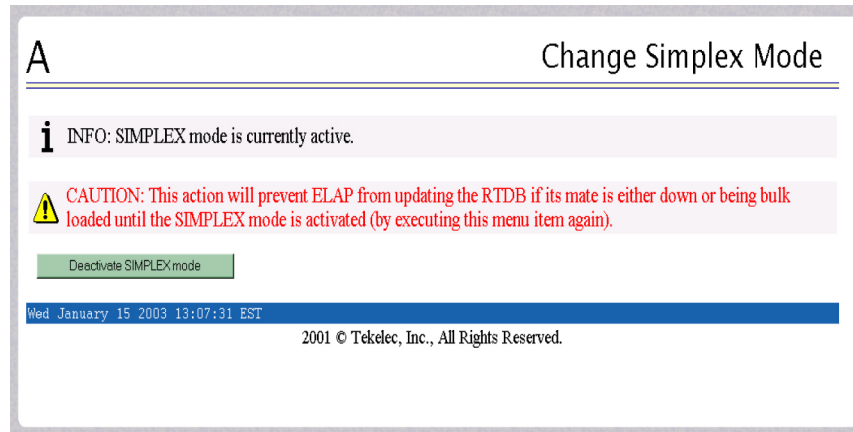 A
Change Simplex Mode
i INFO: SIMPLEX mode is currently active.
CAUTION: This action will prevent ELAP from updating the RTDB if its mate is either down or being bulk
loaded until the SIMPLEX mode is activated (by executing this menu item again).
Deactivate SIMPLEX mode
Wed January 15 2003 13:07:31 EST
2001 © Tekelec, Inc., All Rights Reserved.